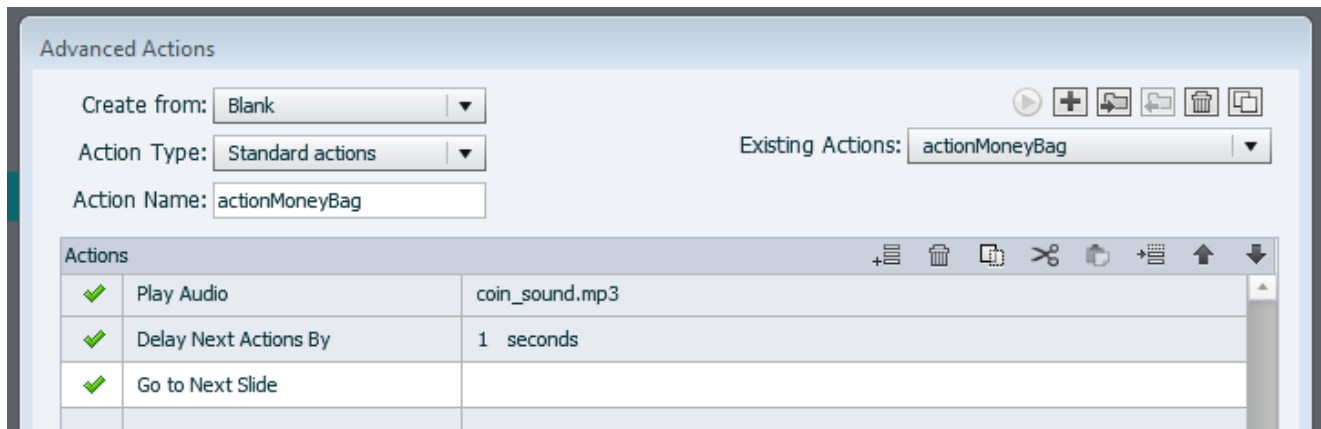 Advanced Actions
Create from: Blank
Action Type: Standard actions
Existing Actions: actionMoneyBag
Action Name: actionMoneyBag
Actions
Play Audio coin_sound.mp3
Delay Next Actions By 1 seconds
Go to Next Slide